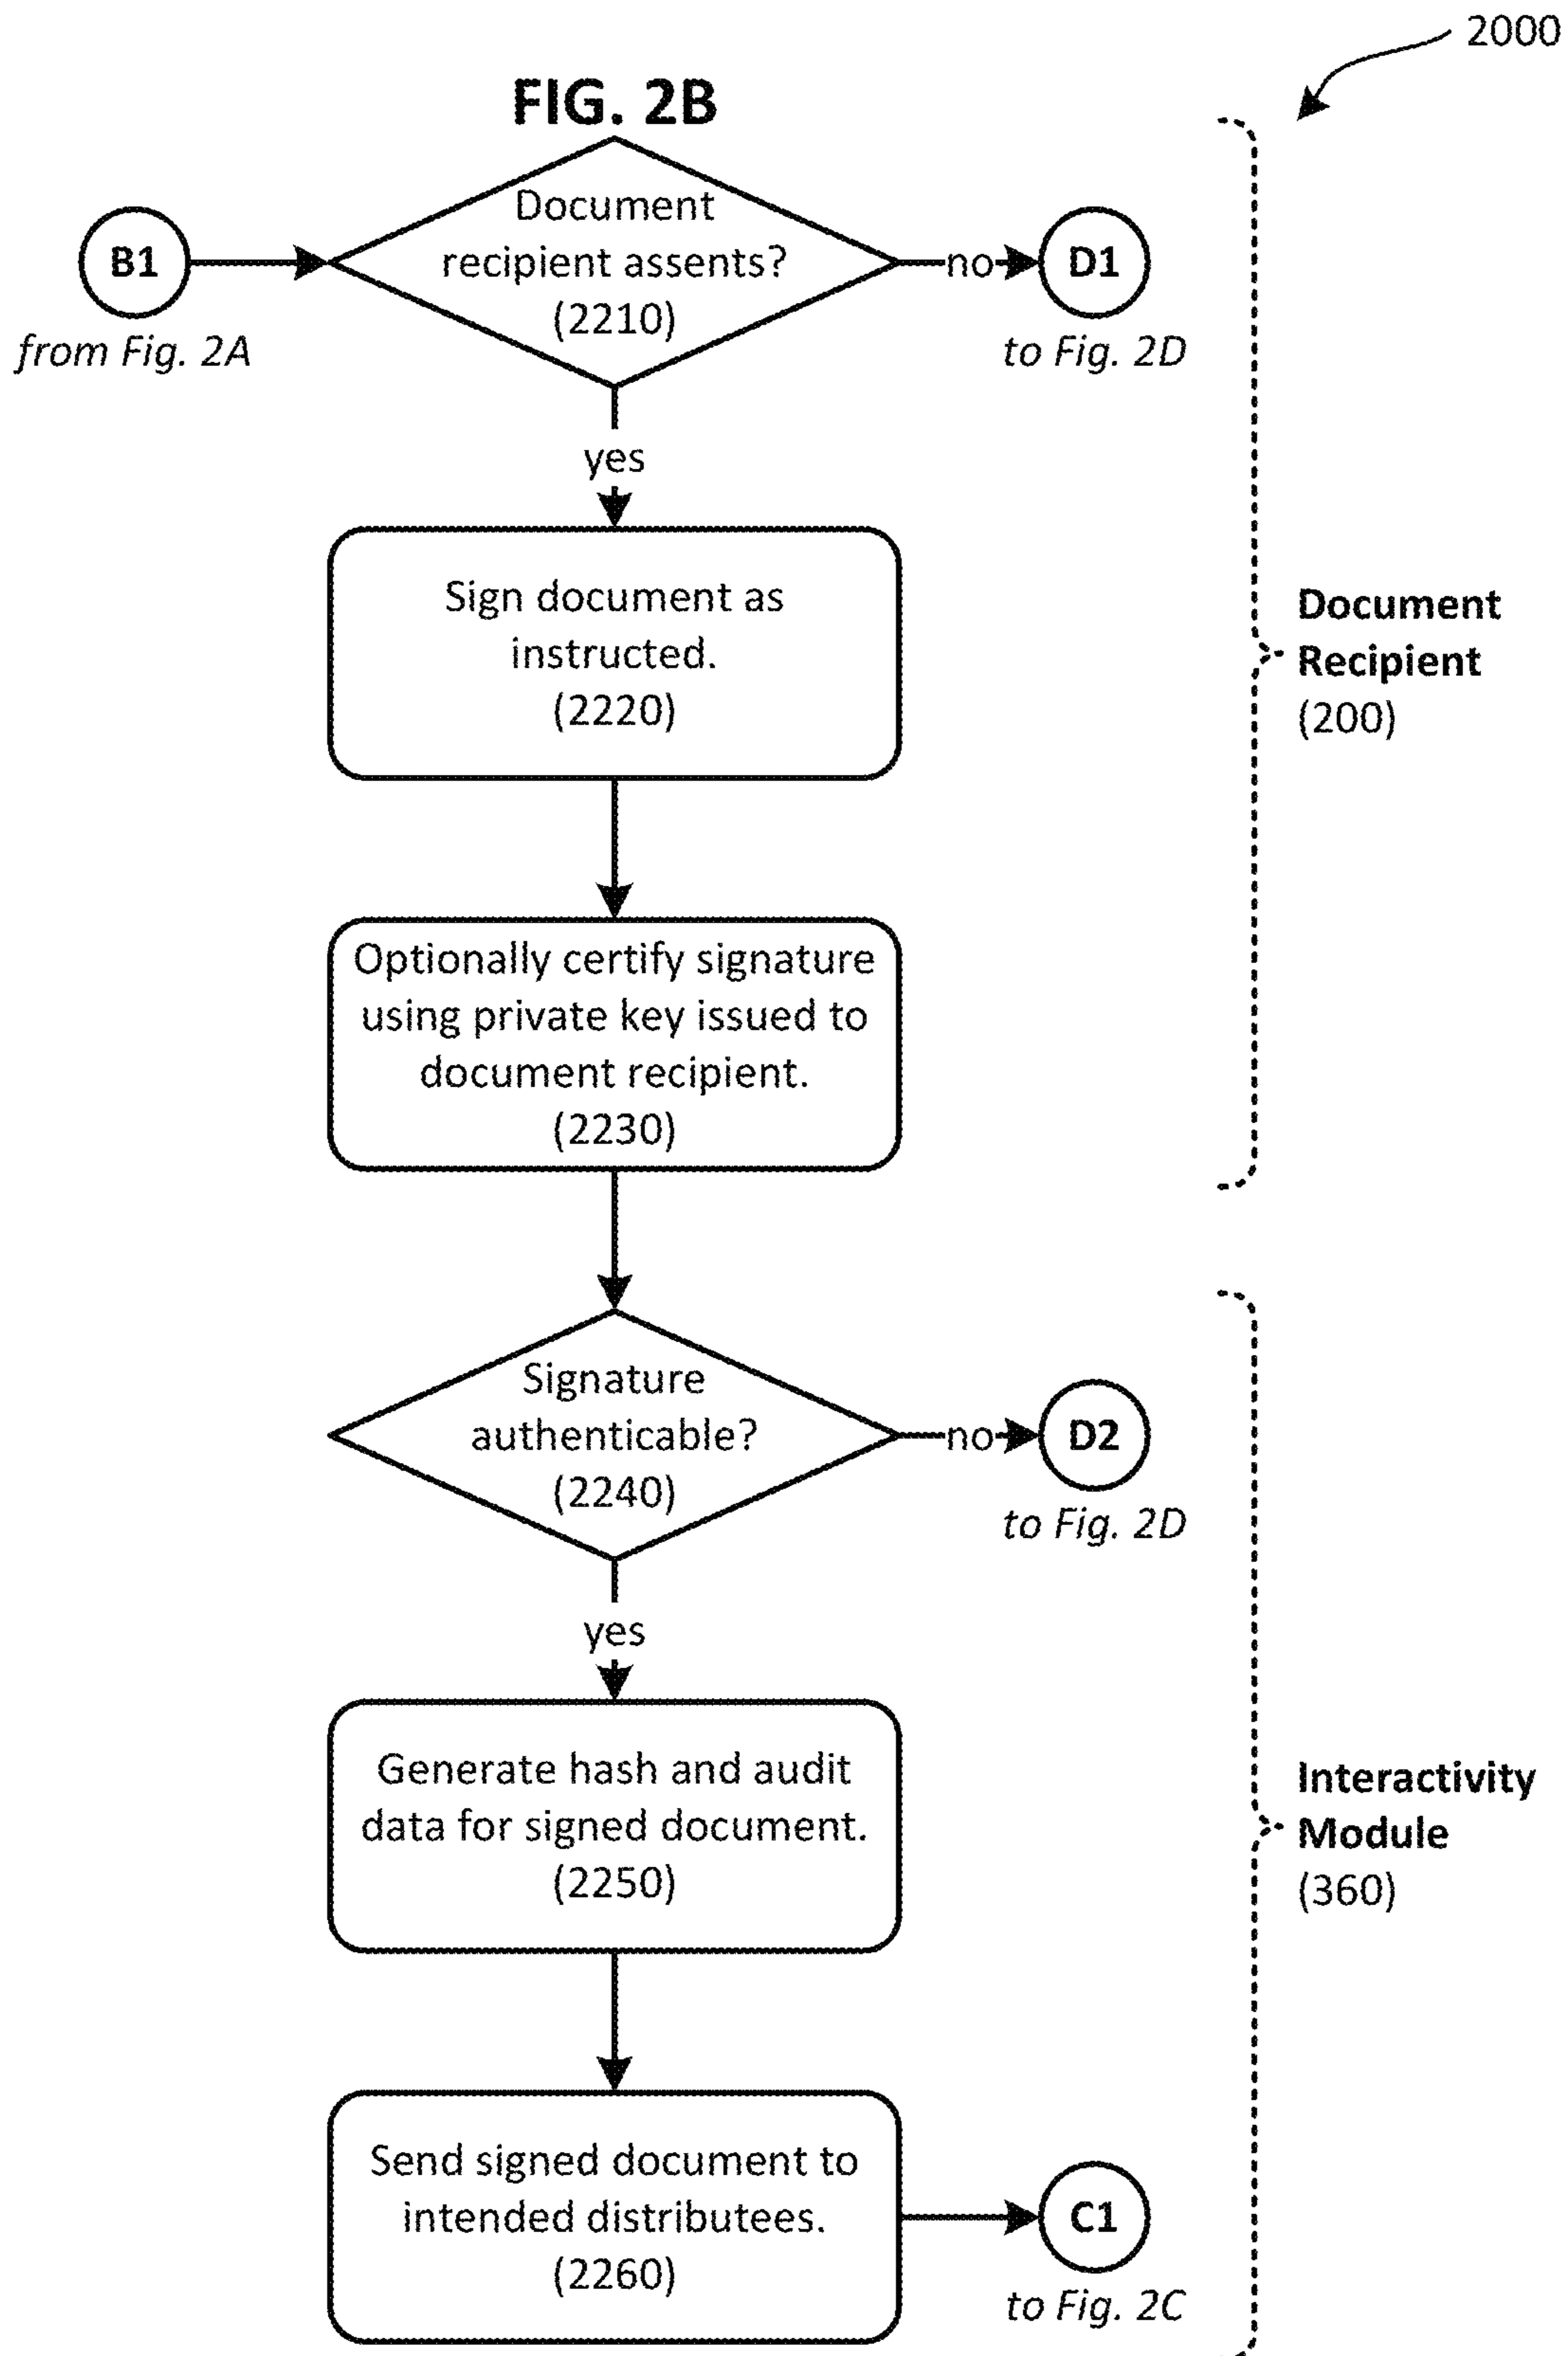 2000
FIG. 2B
Document
recipient assents?
(2210)
B1
from Fig. 2A
no
D1
to Fig. 2D
yes
Sign document as
instructed.
(2220)
Document
Recipient
(200)
Optionally certify signature
using private key issued to
document recipient.
(2230)
Signature
authenticable?
(2240)
no
D2
to Fig. 2D
yes
Generate hash and audit
data for signed document.
(2250)
Interactivity
Module
(360)
Send signed document to
intended distributees.
(2260)
C1
to Fig. 2C